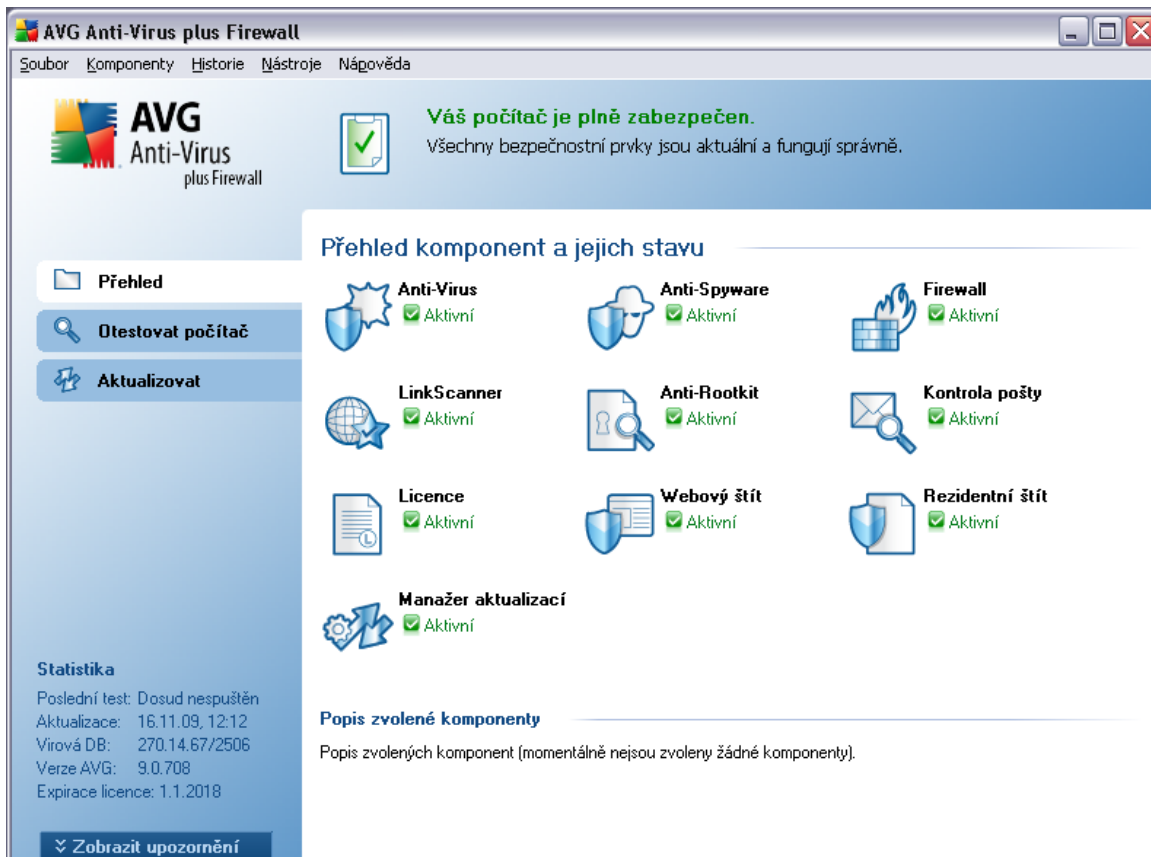 AVG Anti-Virus plus Firewall
Soubor Komponenty Historie Nástroje Nápověda
AVG
Anti-Virus
plus Firewall
Váš počítač je plně zabezpečen.
Všechny bezpečnostní prvky jsou aktuální a fungují správně.
Přehled
Otestovat počítač
Aktualizovat
Přehled komponent a jejich stavu
Anti-Virus
Aktivní
Anti-Spyware
Aktivní
Firewall
Aktivní
LinkScanner
Aktivní
Anti-Rootkit
Aktivní
Kontrola pošty
Aktivní
Licence
Aktivní
Webový štít
Aktivní
Rezidentní štít
Aktivní
Manažer aktualizací
Aktivní
Statistika
Poslední test: Dosud nespuštěn
Aktualizace: 16.11.09, 12:12
Virová DB: 270.14.67/2506
Verze AVG: 9.0.708
Expirace licence: 1.1.2018
Zobrazit upozornění
Popis zvolené komponenty
Popis zvolených komponent (momentálně nejsou zvoleny žádné komponenty).